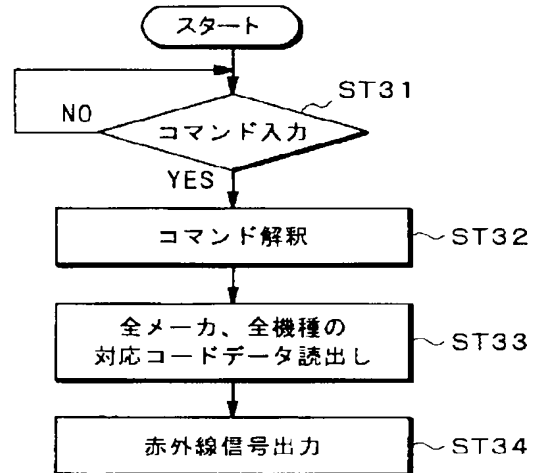 スタート
ST31
NO
コマンド入力
YES
コマンド解釈
ST32
全メーカ、全機種の
対応コードデータ読出し
ST33
赤外線信号出力
ST34